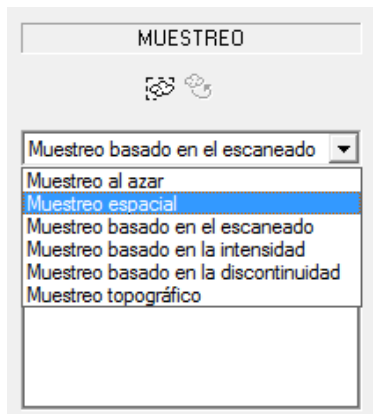 MUESTREO
Muestreo basado en el escaneado
Muestreo al azar
Muestreo espacial
Muestreo basado en el escaneado
Muestreo basado en la intensidad
Muestreo basado en la discontinuidad
Muestreo topográfico